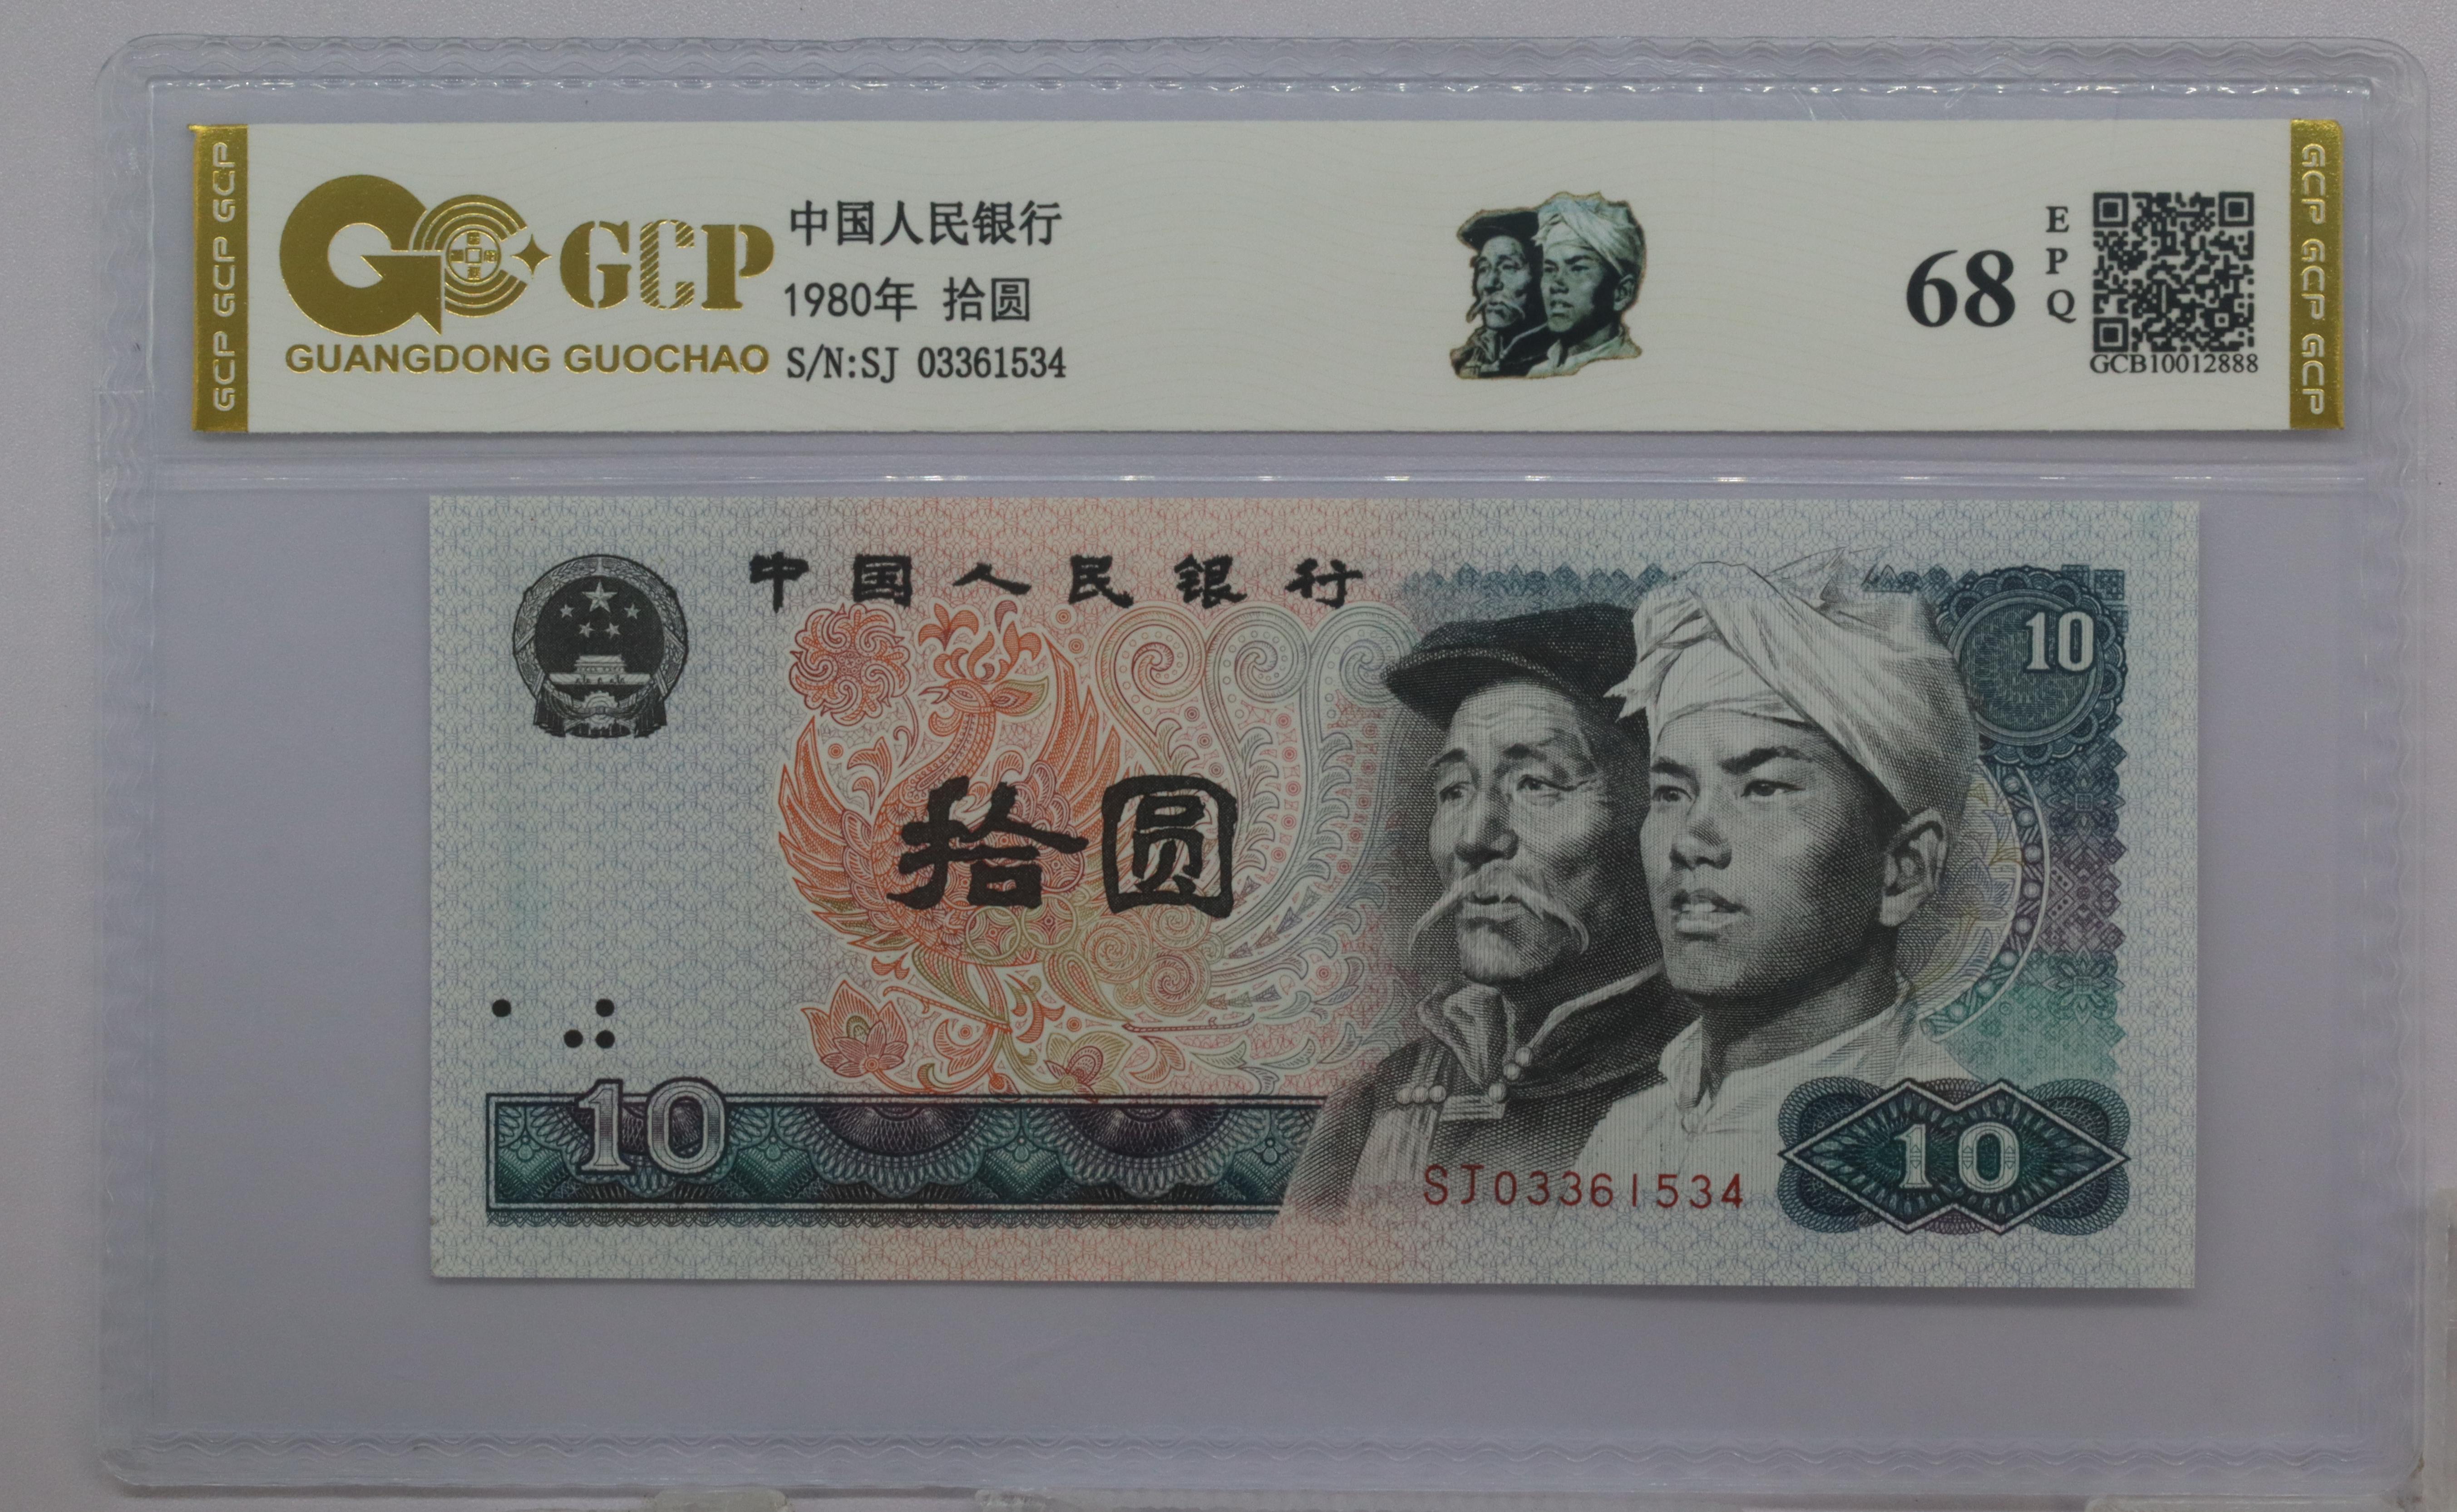 GCP GCP GCP
GCP
GUANGDONG GUOCHAO
中国人民银行
1980年 拾圆
S/N:SJ 03361534
68
EPQ
GCB10012888
GCP GCP GCP
中国人民银行
10
拾圆
10
SJ03361534
10